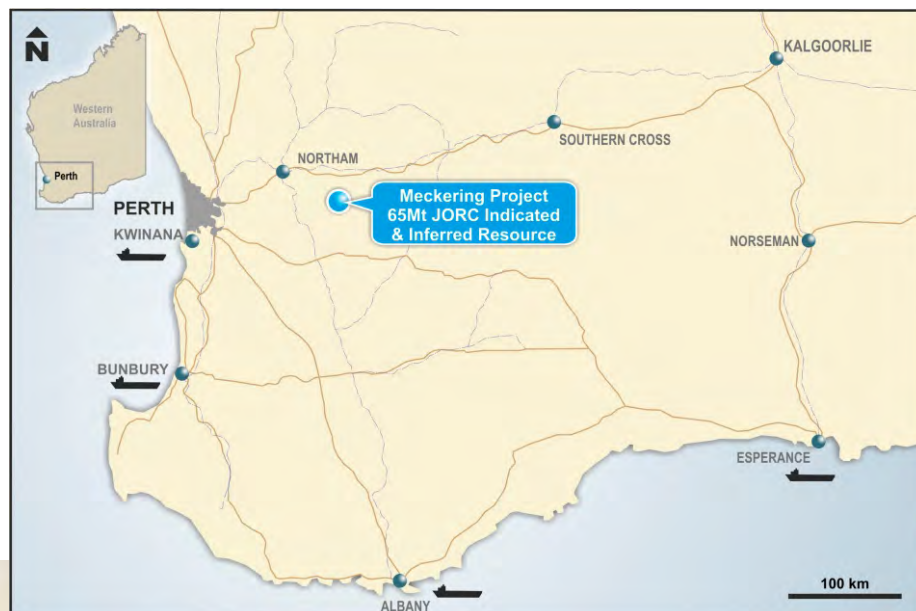 N
Western
Australia
Perth
KALGOORLIE
SOUTHERN CROSS
NORTHAM
Meckering Project
65Mt JORC Indicated
& Inferred Resource
PERTH
KWINANA
NORSEMAN
BUNBURY
ESPERANCE
100 km
ALBANY